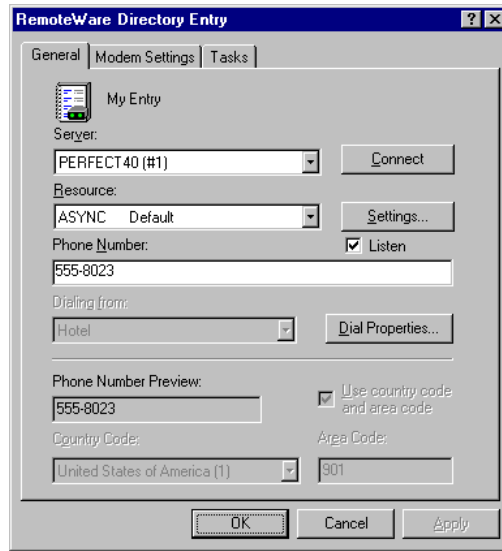 RemoteWare Directory Entry
General Modem Settings Tasks
My Entry
Server:
PERFECT40 (#1) Connect
Resource:
ASYNC Default Settings...
Phone Number: Listen
555-8023
Dialing from:
Hotel Dial Properties...
Phone Number Preview: Use country code
555-8023 and area code
Country Code: Area Code:
United States of America (1) 901
OK Cancel Apply